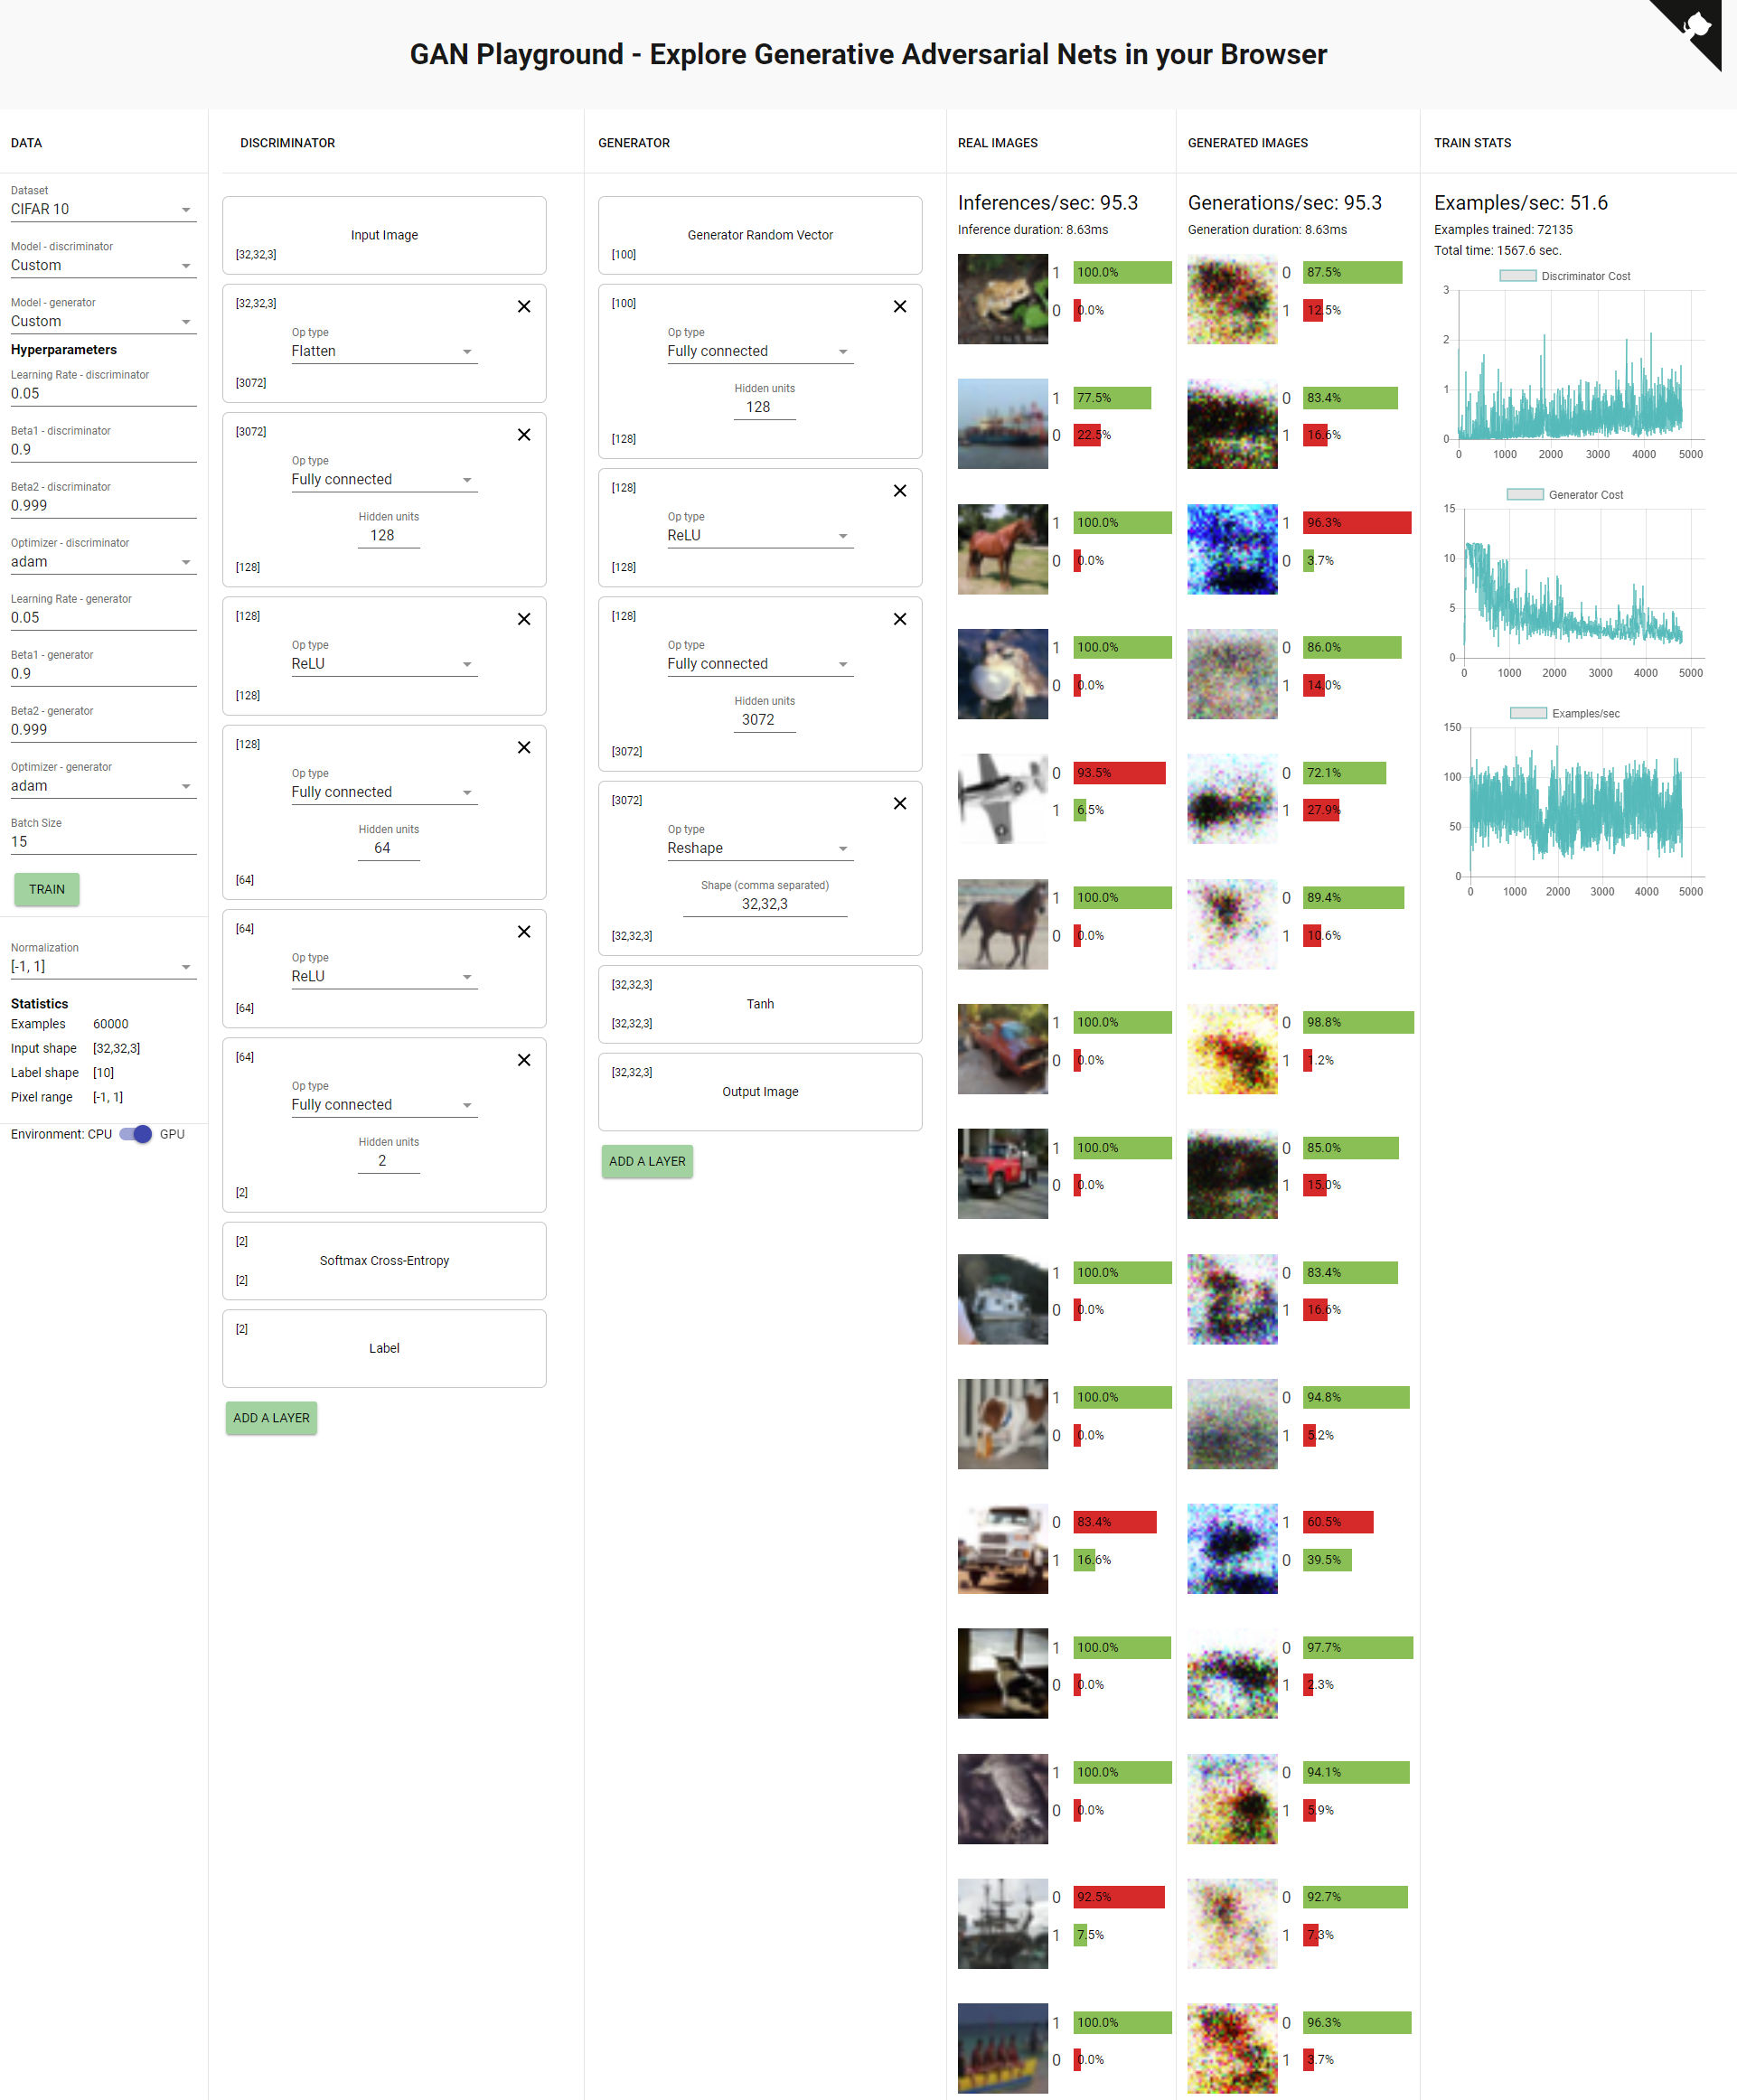 GAN Playground - Explore Generative Adversarial Nets in your Browser
DATA
Dataset
CIFAR 10
Model - discriminator
Custom
Model - generator
Custom
Hyperparameters
Learning Rate - discriminator
0.05
Beta1 - discriminator
0.9
Beta2 - discriminator
0.999
Optimizer - discriminator
adam
Learning Rate - generator
0.05
Beta1 - generator
0.9
Beta2 - generator
0.999
Optimizer - generator
adam
Batch Size
15
TRAIN
Normalization
[-1, 1]
Statistics
Examples 60000
Input shape [32,32,3]
Label shape [10]
Pixel range [-1, 1]
Environment: CPU GPU
DISCRIMINATOR
Input Image
[32,32,3]
[32,32,3]
Op type
Flatten
[3072]
[3072]
Op type
Fully connected
Hidden units
128
[128]
[128]
Op type
ReLU
[128]
[128]
Op type
Fully connected
Hidden units
64
[64]
[64]
Op type
ReLU
[64]
[64]
Op type
Fully connected
Hidden units
2
[2]
[2]
Softmax Cross-Entropy
[2]
[2]
Label
ADD A LAYER
GENERATOR
Generator Random Vector
[100]
[100]
Op type
Fully connected
Hidden units
128
[128]
[128]
Op type
ReLU
[128]
[128]
Op type
Fully connected
Hidden units
3072
[3072]
[3072]
Op type
Reshape
Shape (comma separated)
32,32,3
[32,32,3]
[32,32,3]
Tanh
[32,32,3]
[32,32,3]
Output Image
ADD A LAYER
REAL IMAGES
Inferences/sec: 95.3
Inference duration: 8.63ms
1 100.0%
0 0.0%
1 77.5%
0 22.5%
1 100.0%
0 0.0%
1 100.0%
0 0.0%
0 93.5%
1 6.5%
1 100.0%
0 0.0%
1 100.0%
0 0.0%
1 100.0%
0 0.0%
1 100.0%
0 0.0%
1 100.0%
0 0.0%
0 83.4%
1 16.6%
1 100.0%
0 0.0%
1 100.0%
0 0.0%
0 92.5%
1 7.5%
1 100.0%
0 0.0%
GENERATED IMAGES
Generations/sec: 95.3
Generation duration: 8.63ms
0 87.5%
1 12.5%
0 83.4%
1 16.6%
1 96.3%
0 3.7%
0 86.0%
1 14.0%
0 72.1%
1 27.9%
0 89.4%
1 10.6%
0 98.8%
1 1.2%
0 85.0%
1 15.0%
0 83.4%
1 16.6%
0 94.8%
1 5.2%
1 60.5%
0 39.5%
0 97.7%
1 2.3%
0 94.1%
1 5.9%
0 92.7%
1 7.3%
0 96.3%
1 3.7%
TRAIN STATS
Examples/sec: 51.6
Examples trained: 72135
Total time: 1567.6 sec.
Discriminator Cost
3
2
1
0
0 1000 2000 3000 4000 5000
Generator Cost
15
10
5
0
0 1000 2000 3000 4000 5000
Examples/sec
150
100
50
0
0 1000 2000 3000 4000 5000